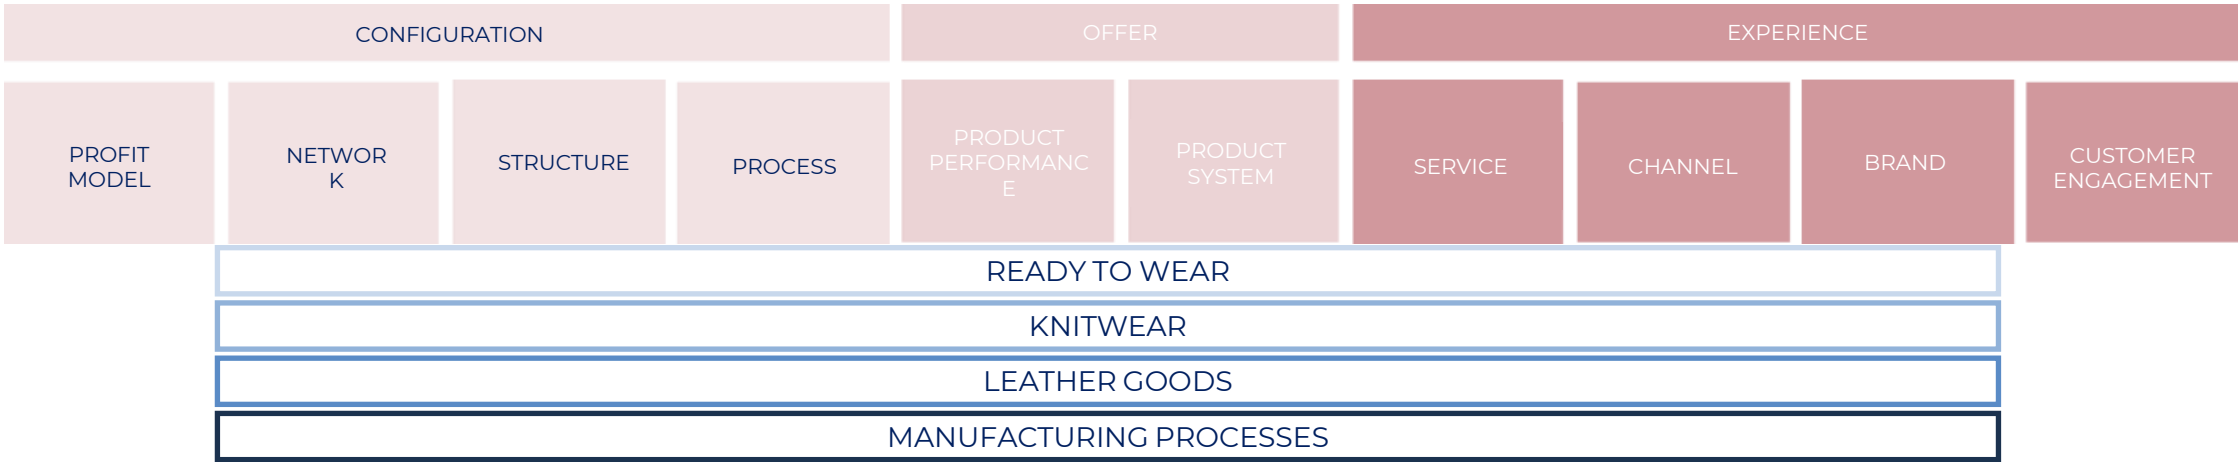 CONFIGURATION
OFFER
EXPERIENCE
PROFIT
MODEL
NETWOR
K
STRUCTURE
PROCESS
PRODUCT
PERFORMANC
E
PRODUCT
SYSTEM
SERVICE
CHANNEL
BRAND
CUSTOMER
ENGAGEMENT
READY TO WEAR
KNITWEAR
LEATHER GOODS
MANUFACTURING PROCESSES